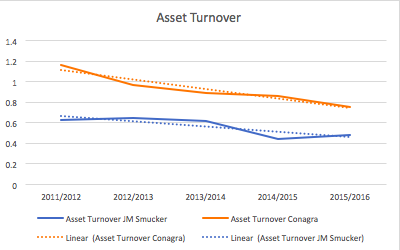 Asset Turnover
1.4
1.2
1
0.8
0.6
0.4
0.2
0
2011/2012 2012/2013 2013/2014 2014/2015 2015/2016
Asset Turnover JM Smucker Asset Turnover Conagra
Linear (Asset Turnover Conagra) Linear (Asset Turnover JM Smucker)